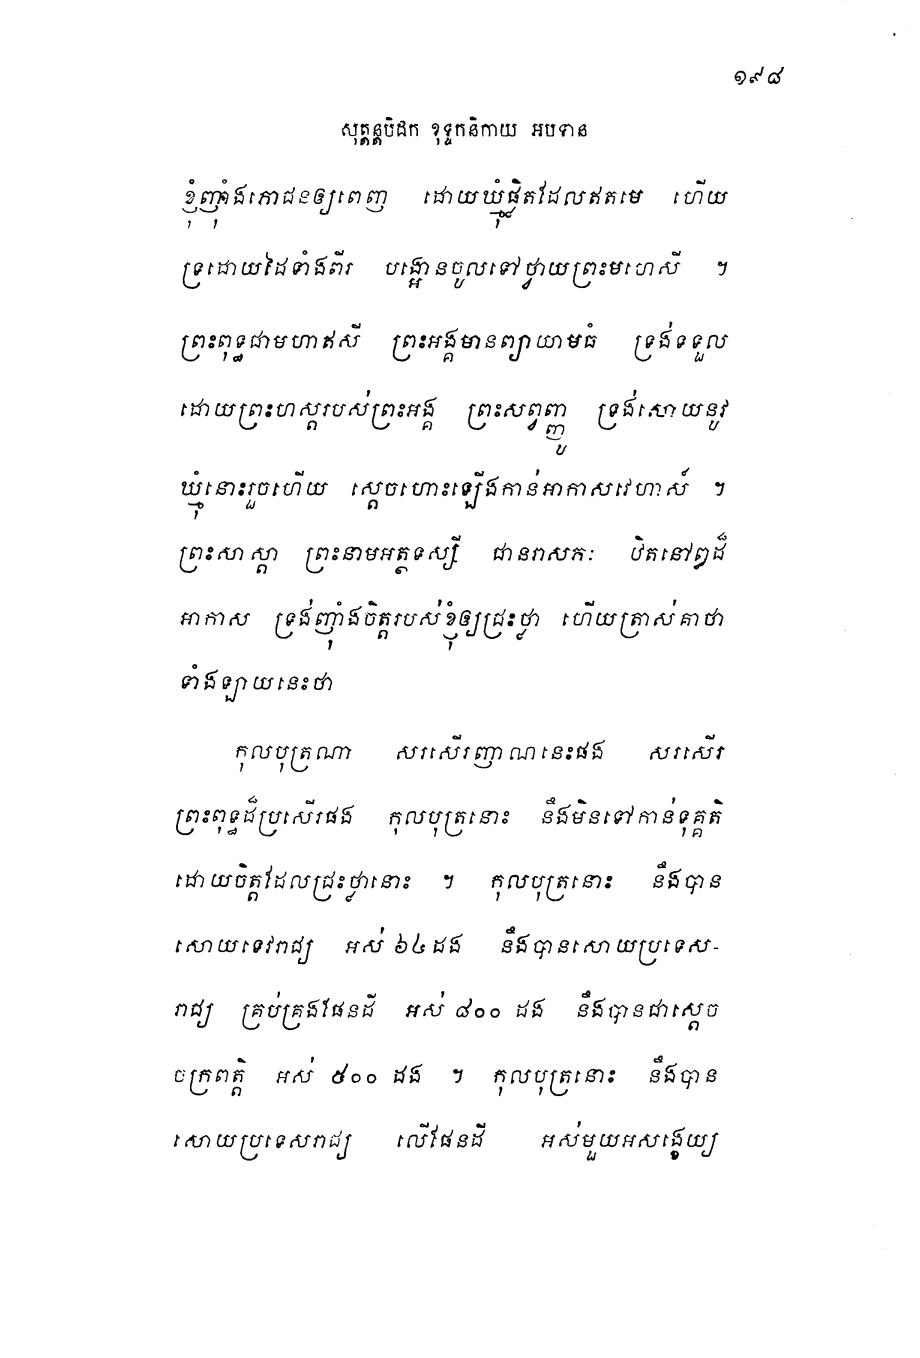 ១៩៨
សុត្តន្តបិដក ខុទ្ទកនិកាយ អបទាន
ខ្ញុំញ៉ាំងភោជនឲ្យពេញ ដោយឃ្មុំផ្លិតដែលឥតមេ ហើយ
ទ្រដោយដៃទាំងពីរ បង្អោនចូលទៅថ្វាយព្រះមហេសី ។
ព្រះពុទ្ធជាមហាឥសី ព្រះអង្គមានព្យាយាមធំ ទ្រង់ទទួល
ដោយព្រះហស្តរបស់ព្រះអង្គ ព្រះសព្វញ្ញូ ទ្រង់សោយនូវ
ឃ្មុំនោះរួចហើយ ស្តេចហោះឡើងកាន់អាកាសវេហាស៍ ។
ព្រះសាស្តា ព្រះនាមអត្ថទស្សី ជានរាសភៈ ឋិតនៅឰដ៏
អាកាស ទ្រង់ញុំាងចិត្តរបស់ខ្ញុំឲ្យជ្រះថ្លា ហើយត្រាស់គាថា
ទាំងឡាយនេះថា
កុលបុត្រណា សរសើរញាណនេះផង សរសើរ
ព្រះពុទ្ធដ៏ប្រសើរផង កុលបុត្រនោះ នឹងមិនទៅកាន់ទុគ្គតិ
ដោយចិត្តដែលជ្រះថ្លានោះ ។ កុលបុត្រនោះ នឹងបាន
សោយទេវរាជ្យ អស់ ៦៤ ដង នឹងបានសោយប្រទេស-
រាជ្យ គ្រប់គ្រងផែនដី អស់ ៨០០ ដង នឹងបានជាស្តេច
ចក្រពត្តិ អស់ ៥០០ ដង ។ កុលបុត្រនោះ នឹងបាន
សោយប្រទេសរាជ្យ លើផែនដី អស់មួយអសង្ខេយ្យ